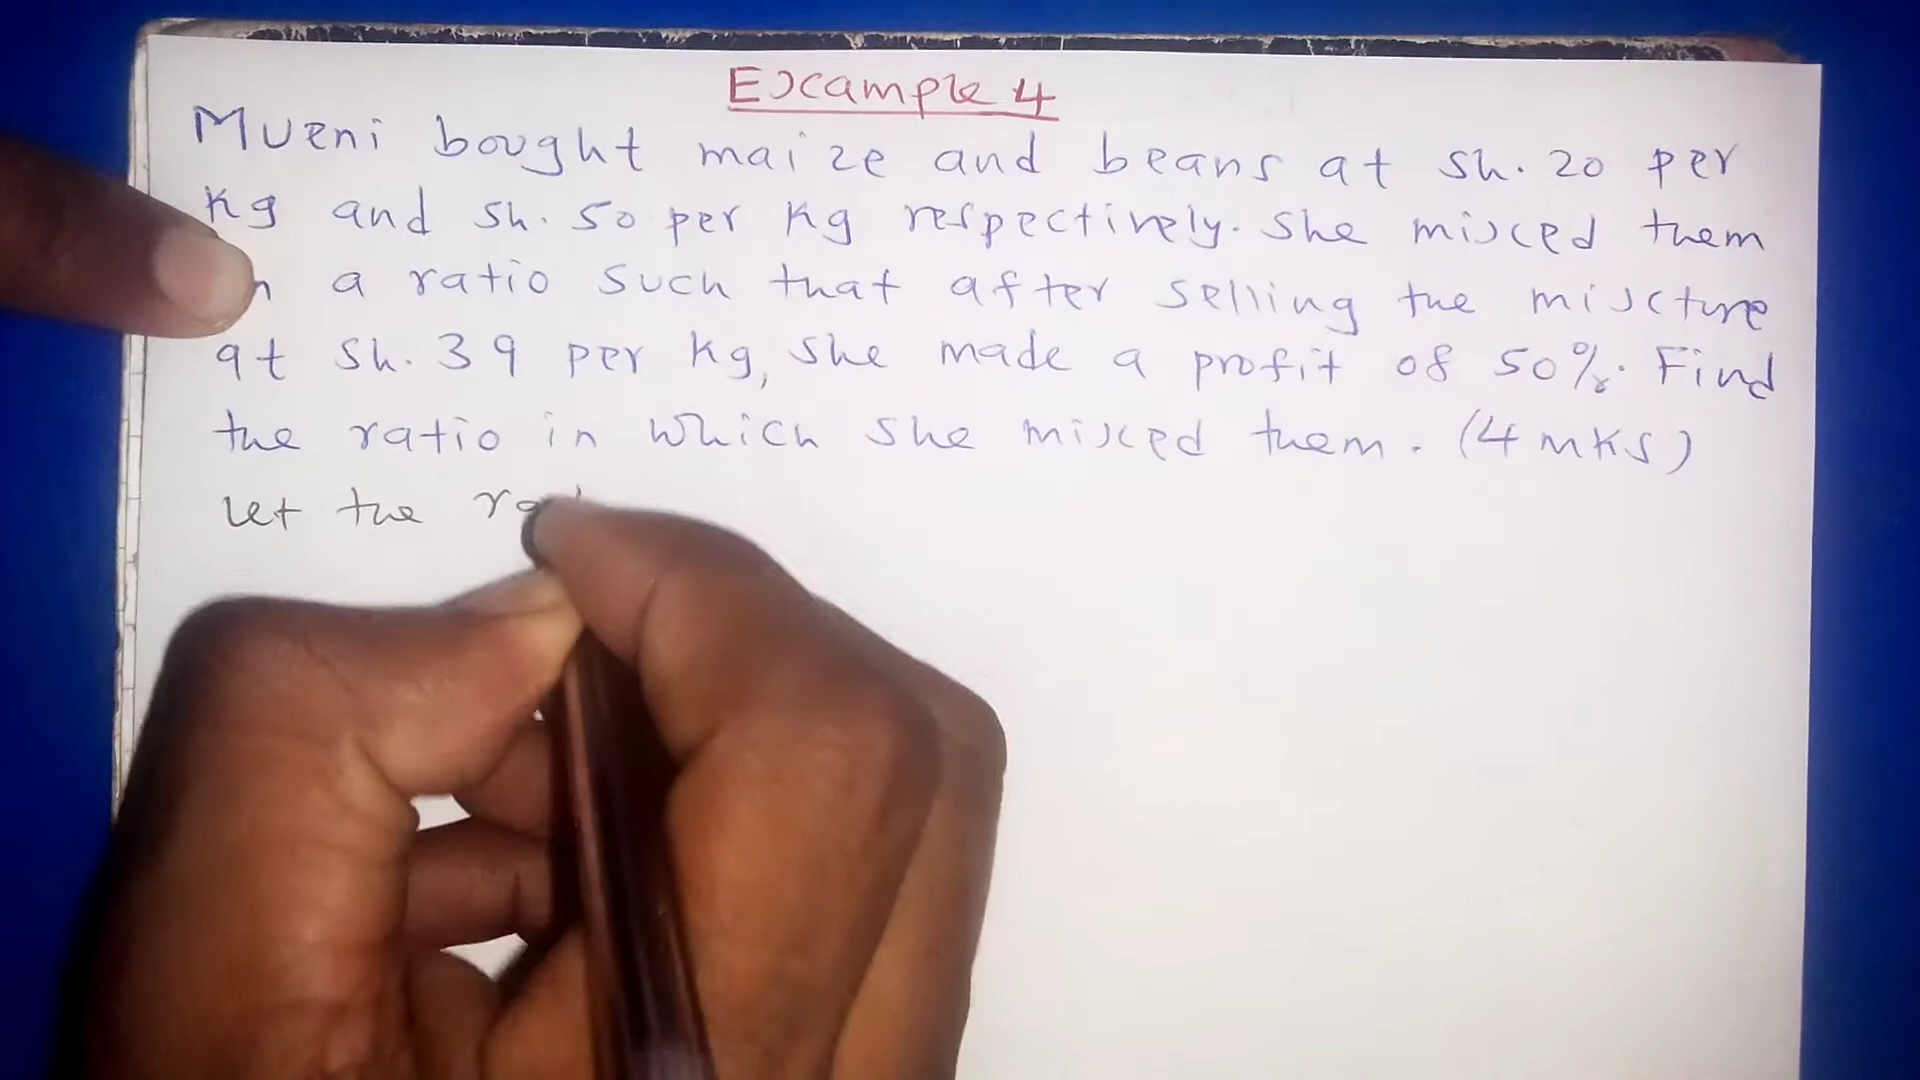 Example 4
Mueni bought maize and beans at sh. 20 per
kg and sh. 50 per kg respectively. She mixed them
a ratio such that after selling the mixture
at sh. 39 per kg, she made a profit of 50%. Find
the ratio in which she mixed them. (4 mks)
Let the